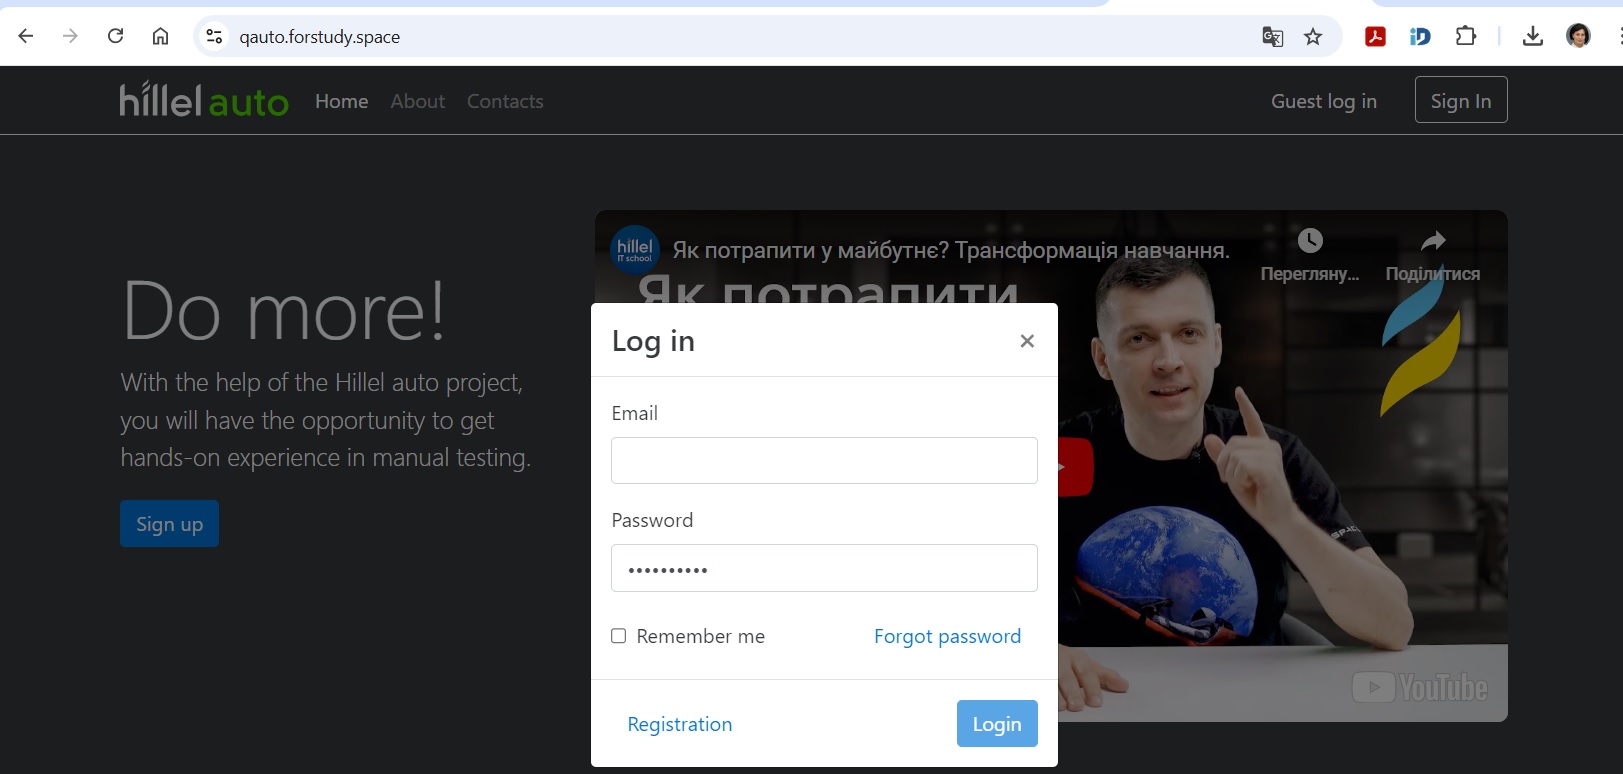 qauto.forstudy.space
hillel auto Home About Contacts Guest log in Sign In
hillel
IT school
Як потрапити у майбутнє? Трансформація навчання.
Перегляну... Поділитися
Як потрапити
Do more!
With the help of the Hillel auto project,
you will have the opportunity to get
hands-on experience in manual testing.
Sign up
Log in
Email
Password
••••••••••
Remember me Forgot password
Registration Login
YouTube